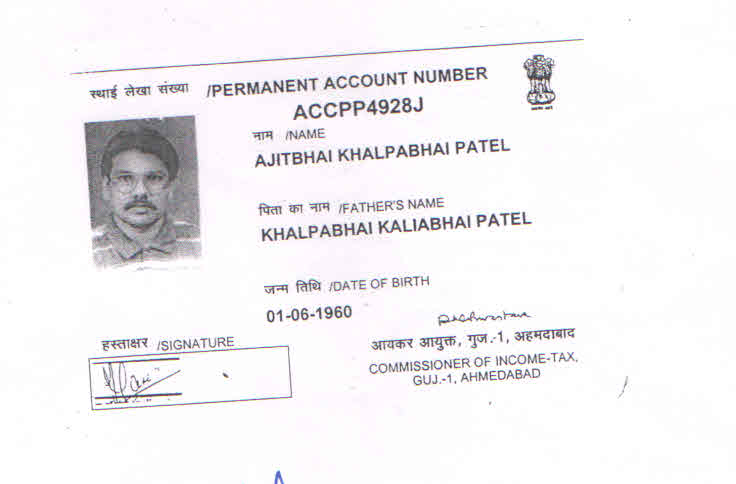 स्थाई लेखा संख्या /PERMANENT ACCOUNT NUMBER
ACCPP4928J
नाम /NAME
AJITBHAI KHALPABHAI PATEL
पिता का नाम /FATHER'S NAME
KHALPABHAI KALIABHAI PATEL
जन्म तिथि /DATE OF BIRTH
01-06-1960
हस्ताक्षर /SIGNATURE
आयकर आयुक्त, गुज.-1, अहमदाबाद
COMMISSIONER OF INCOME-TAX,
GUJ.-1, AHMEDABAD